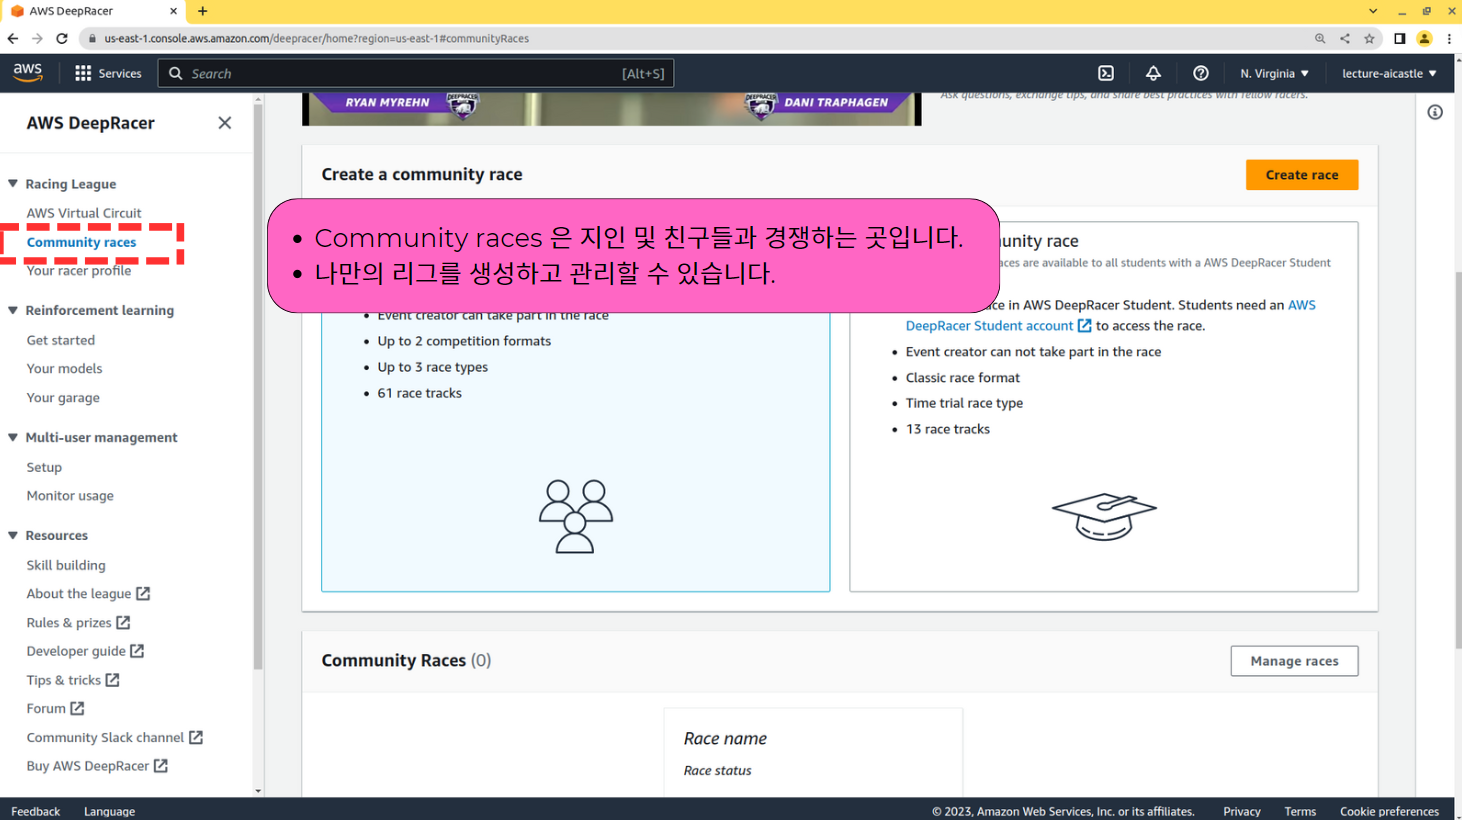 AWS DeepRacer
us-east-1.console.aws.amazon.com/deepracer/home?region=us-east-1#communityRaces
aws
Services
Search
[Alt+S]
N. Virginia
lecture-aicastle
AWS DeepRacer
Racing League
AWS Virtual Circuit
Community races
Your racer profile
Reinforcement learning
Get started
Your models
Your garage
Multi-user management
Setup
Monitor usage
Resources
Skill building
About the league
Rules & prizes
Developer guide
Tips & tricks
Forum
Community Slack channel
Buy AWS DeepRacer
RYAN MYREHN
DEEPRACER
DEEPRACER
DANI TRAPHAGEN
Ask questions, exchange tips, and share best practices with fellow racers.
Create a community race
Create race
• Community races 은 지인 및 친구들과 경쟁하는 곳입니다.
• 나만의 리그를 생성하고 관리할 수 있습니다.
• Event creator can take part in the race
• Up to 2 competition formats
• Up to 3 race types
• 61 race tracks
race
are available to all students with a AWS DeepRacer Student
in AWS DeepRacer Student. Students need an AWS
DeepRacer Student account to access the race.
• Event creator can not take part in the race
• Classic race format
• Time trial race type
• 13 race tracks
Community Races (0)
Manage races
Race name
Race status
Feedback
Language
© 2023, Amazon Web Services, Inc. or its affiliates.
Privacy
Terms
Cookie preferences